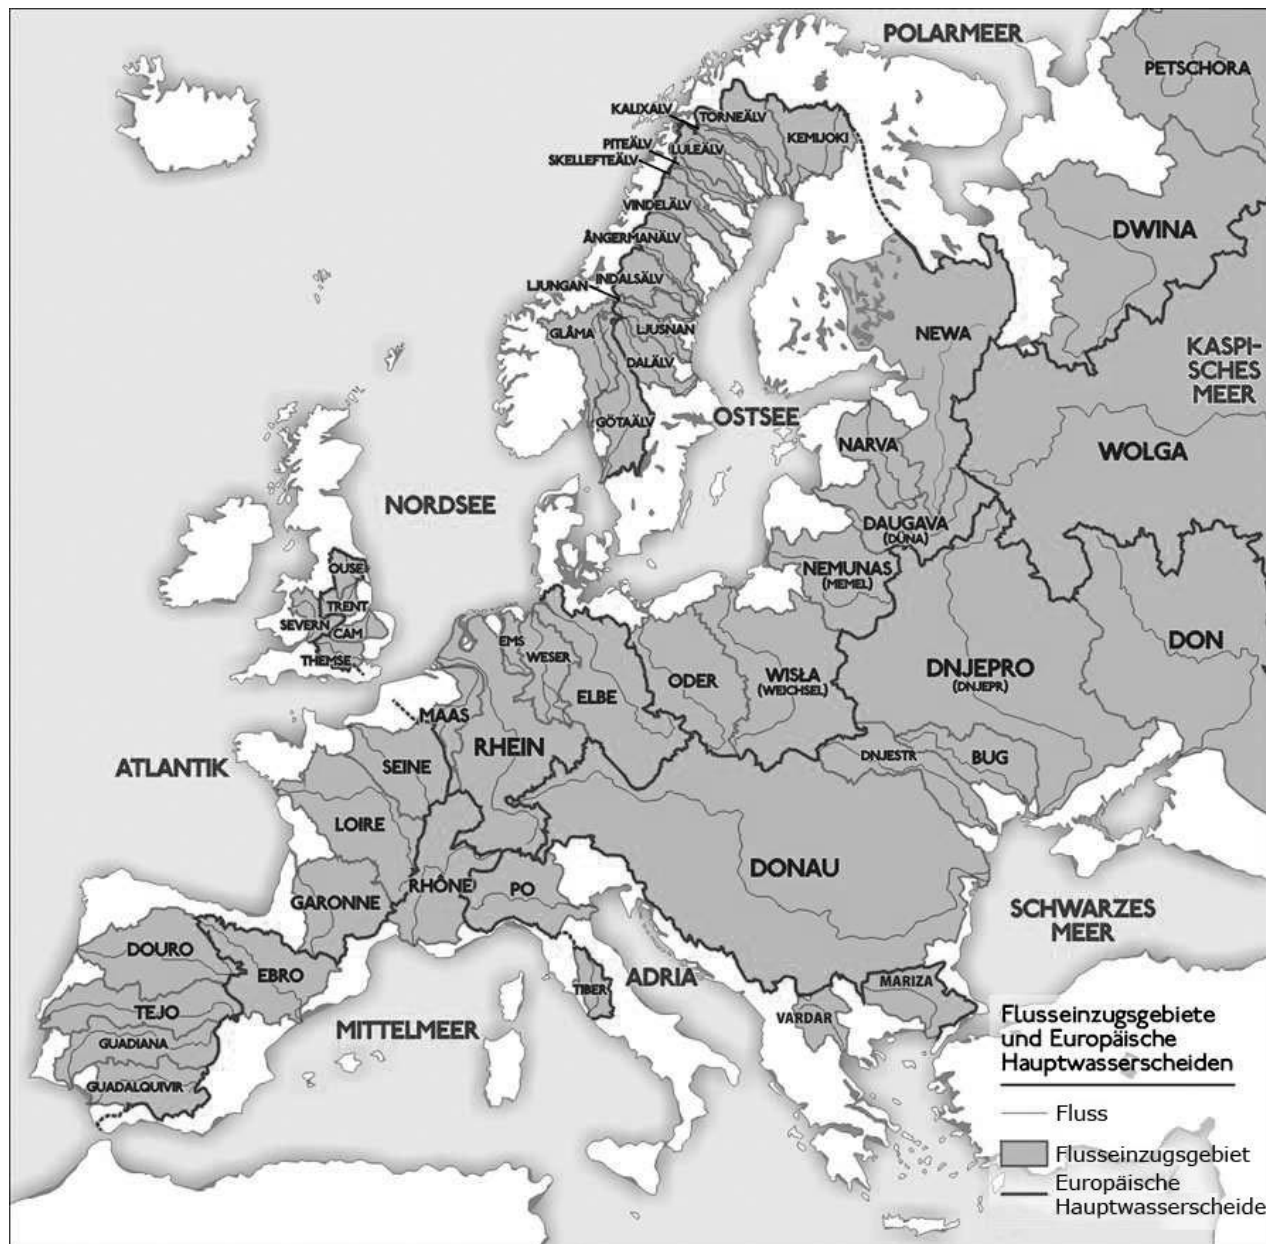 POLARMEER
PETSCHORA
KALIXÄLV
TORNEÄLV
PITEÄLV
LULEÄLV
KEMIJOKI
SKELLEFTEÄLV
VINDELÄLV
DWINA
ÅNGERMANÄLV
INDALSÄLV
LJUNGAN
GLÅMA
LJUSNAN
NEWA
DALÄLV
KASPI-
SCHES
MEER
GÖTAÄLV
OSTSEE
NARVA
WOLGA
NORDSEE
DAUGAVA
(DÜNA)
OUSE
NEMUNAS
(MEMEL)
TRENT
SEVERN
CAM
THEMSE
EMS
WESER
ELBE
ODER
WISŁA
(WEICHSEL)
DNJEPRO
(DNJEPR)
DON
MAAS
RHEIN
ATLANTIK
SEINE
DNJESTR
BUG
LOIRE
DONAU
RHÔNE
PO
GARONNE
SCHWARZES
MEER
DOURO
EBRO
ADRIA
TIBER
MARIZA
TEJO
MITTELMEER
VARDAR
GUADIANA
GUADALQUIVIR
Flusseinzugsgebiete
und Europäische
Hauptwasserscheiden
Fluss
Flusseinzugsgebiet
Europäische
Hauptwasserscheide